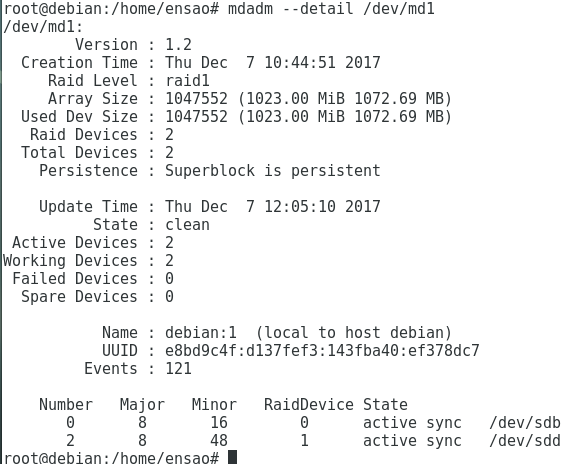 root@debian:/home/ensao# mdadm --detail /dev/md1
/dev/md1:
        Version : 1.2
  Creation Time : Thu Dec  7 10:44:51 2017
     Raid Level : raid1
     Array Size : 1047552 (1023.00 MiB 1072.69 MB)
  Used Dev Size : 1047552 (1023.00 MiB 1072.69 MB)
   Raid Devices : 2
  Total Devices : 2
    Persistence : Superblock is persistent

    Update Time : Thu Dec  7 12:05:10 2017
          State : clean
 Active Devices : 2
Working Devices : 2
 Failed Devices : 0
  Spare Devices : 0

           Name : debian:1  (local to host debian)
           UUID : e8bd9c4f:d137fef3:143fba40:ef378dc7
         Events : 121

    Number   Major   Minor   RaidDevice State
       0       8       16        0      active sync   /dev/sdb
       2       8       48        1      active sync   /dev/sdd
root@debian:/home/ensao#